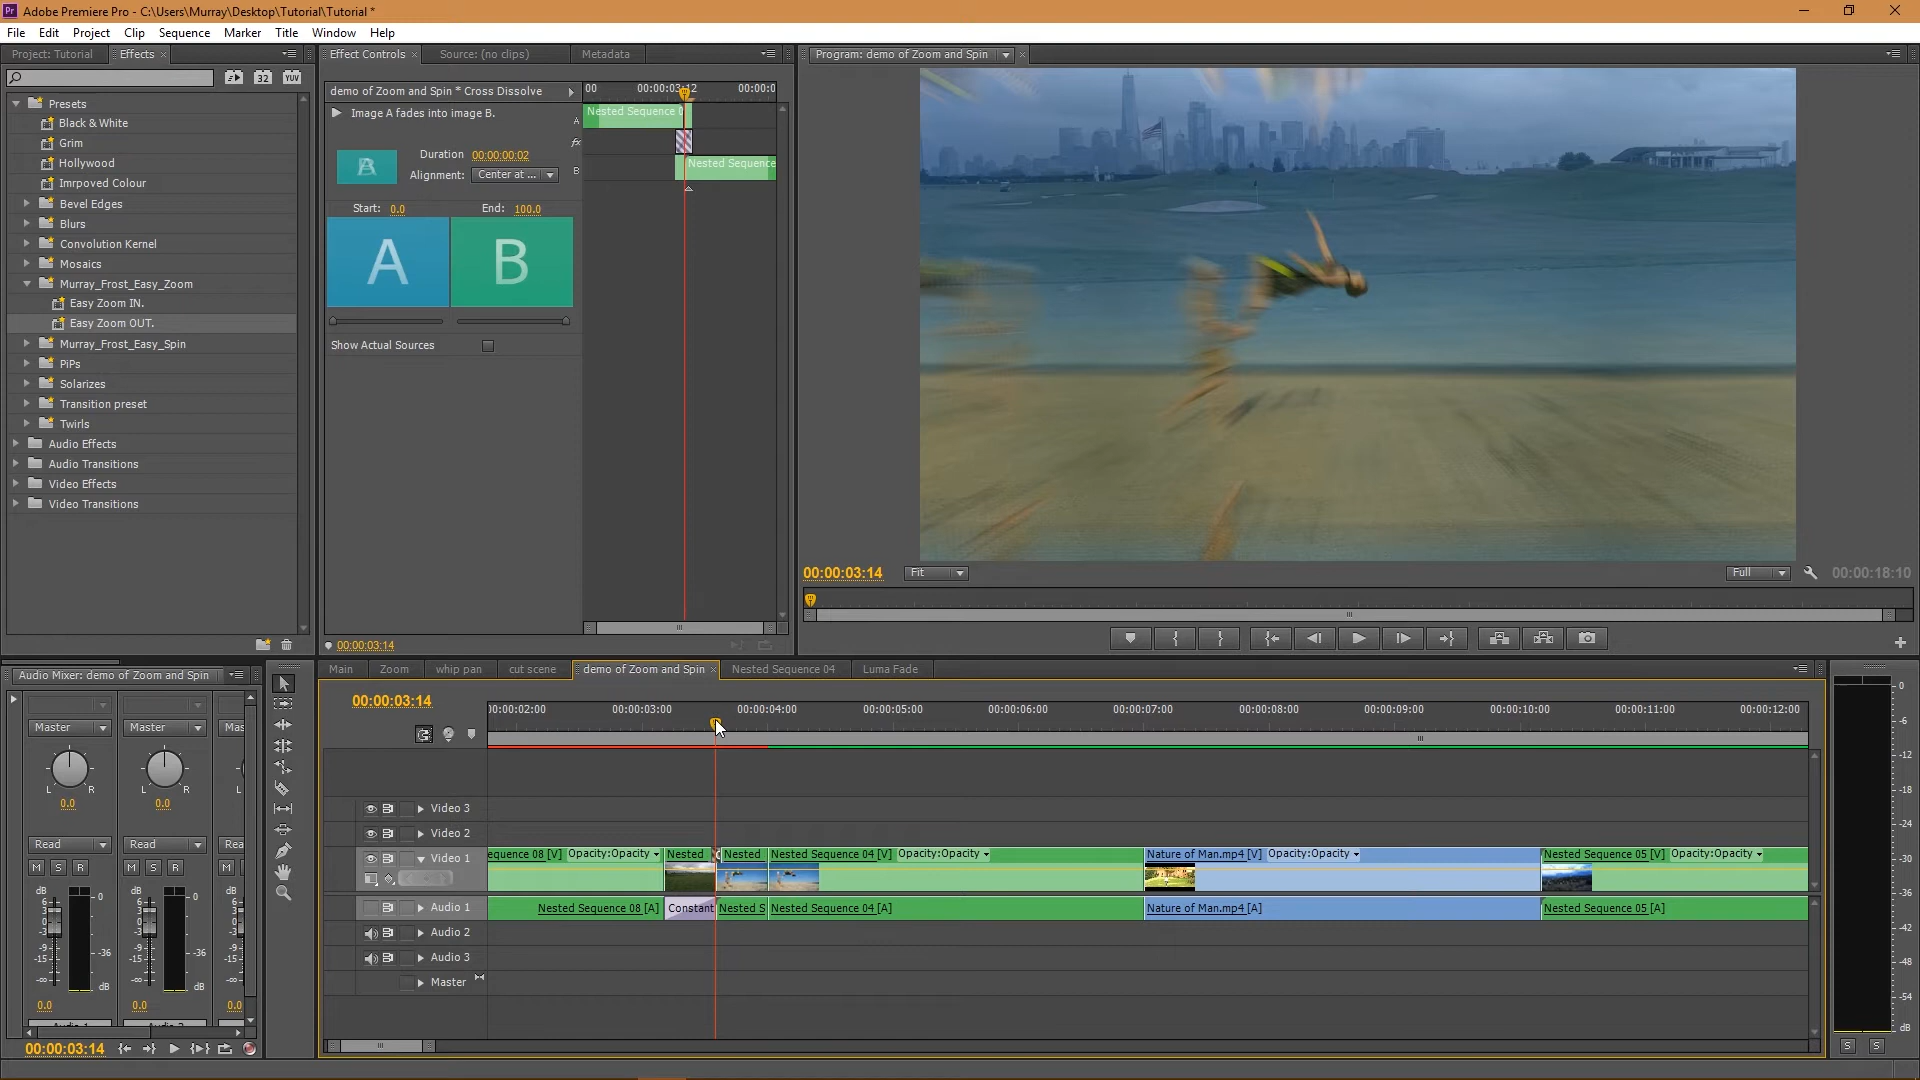 Adobe Premiere Pro - C:\Users\Murray\Desktop\Tutorial\Tutorial *
File Edit Project Clip Sequence Marker Title Window Help
Project: Tutorial Effects
Effect Controls Source: (no clips) Metadata
Program: demo of Zoom and Spin
32 YUV
Presets
Black & White
Grim
Hollywood
Imrpoved Colour
Bevel Edges
Blurs
Convolution Kernel
Mosaics
Murray_Frost_Easy_Zoom
Easy Zoom IN.
Easy Zoom OUT.
Murray_Frost_Easy_Spin
PiPs
Solarizes
Transition preset
Twirls
Audio Effects
Audio Transitions
Video Effects
Video Transitions
demo of Zoom and Spin * Cross Dissolve
00 00:00:03:12 00:00:0
Image A fades into image B.
Nested Sequence 0
A
fx
Nested Sequence
B
Duration 00:00:00:02
Alignment: Center at ...
Start: 0.0 End: 100.0
A B
Show Actual Sources
00:00:03:14
00:00:03:14 Fit Full 00:00:18:10
Audio Mixer: demo of Zoom and Spin
Master Master Mas
L R L R L
0.0 0.0 0.
Read Read Rea
M S R M S R M
dB dB dB
-36 -36
dB dB
0.0 0.0 0.0
00:00:03:14
Main Zoom whip pan cut scene demo of Zoom and Spin Nested Sequence 04 Luma Fade
00:00:03:14
00:00:02:00 00:00:03:00 00:00:04:00 00:00:05:00 00:00:06:00 00:00:07:00 00:00:08:00 00:00:09:00 00:00:10:00 00:00:11:00 00:00:12:00
Video 3
Video 2
Video 1
equence 08 [V] Opacity:Opacity Nested Nested Nested Sequence 04 [V] Opacity:Opacity Nature of Man.mp4 [V] Opacity:Opacity Nested Sequence 05 [V] Opacity:Opacity
Audio 1
Nested Sequence 08 [A] Constant Nested S Nested Sequence 04 [A] Nature of Man.mp4 [A] Nested Sequence 05 [A]
Audio 2
Audio 3
Master
0
-6
-12
-18
-24
-30
-36
-42
-48
-54
dB
S S